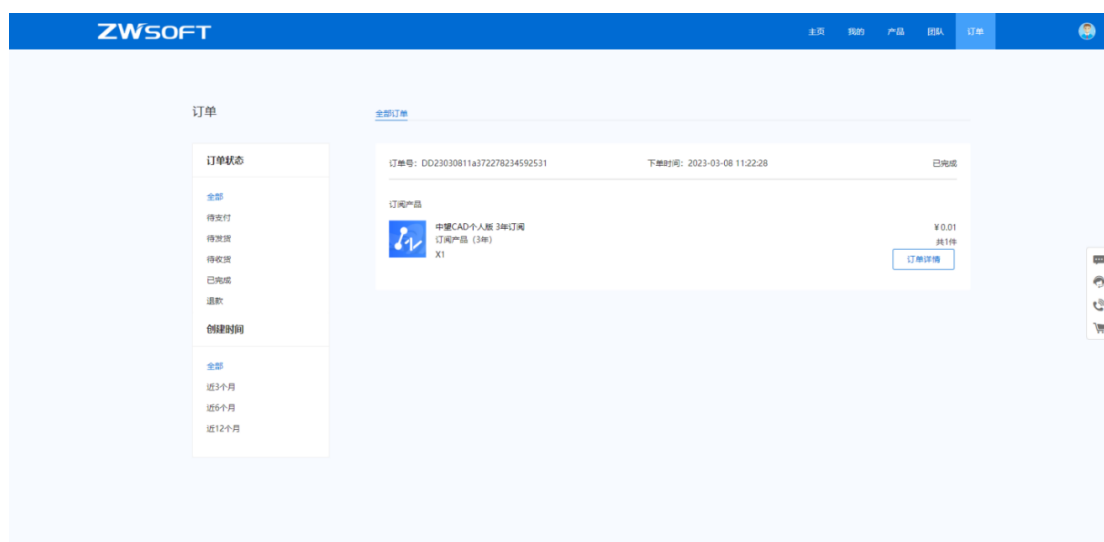 ZWSOFT
主页 我的 产品 团队 订单
订单
全部订单
订单状态
全部
待支付
待发货
待收货
已完成
退款
创建时间
全部
近3个月
近6个月
近12个月
订单号：DD23030811a372278234592531 下单时间：2023-03-08 11:22:28 已完成
订阅产品
中望CAD个人版 3年订阅 ¥ 0.01
订阅产品（3年） 共1件
X1
订单详情